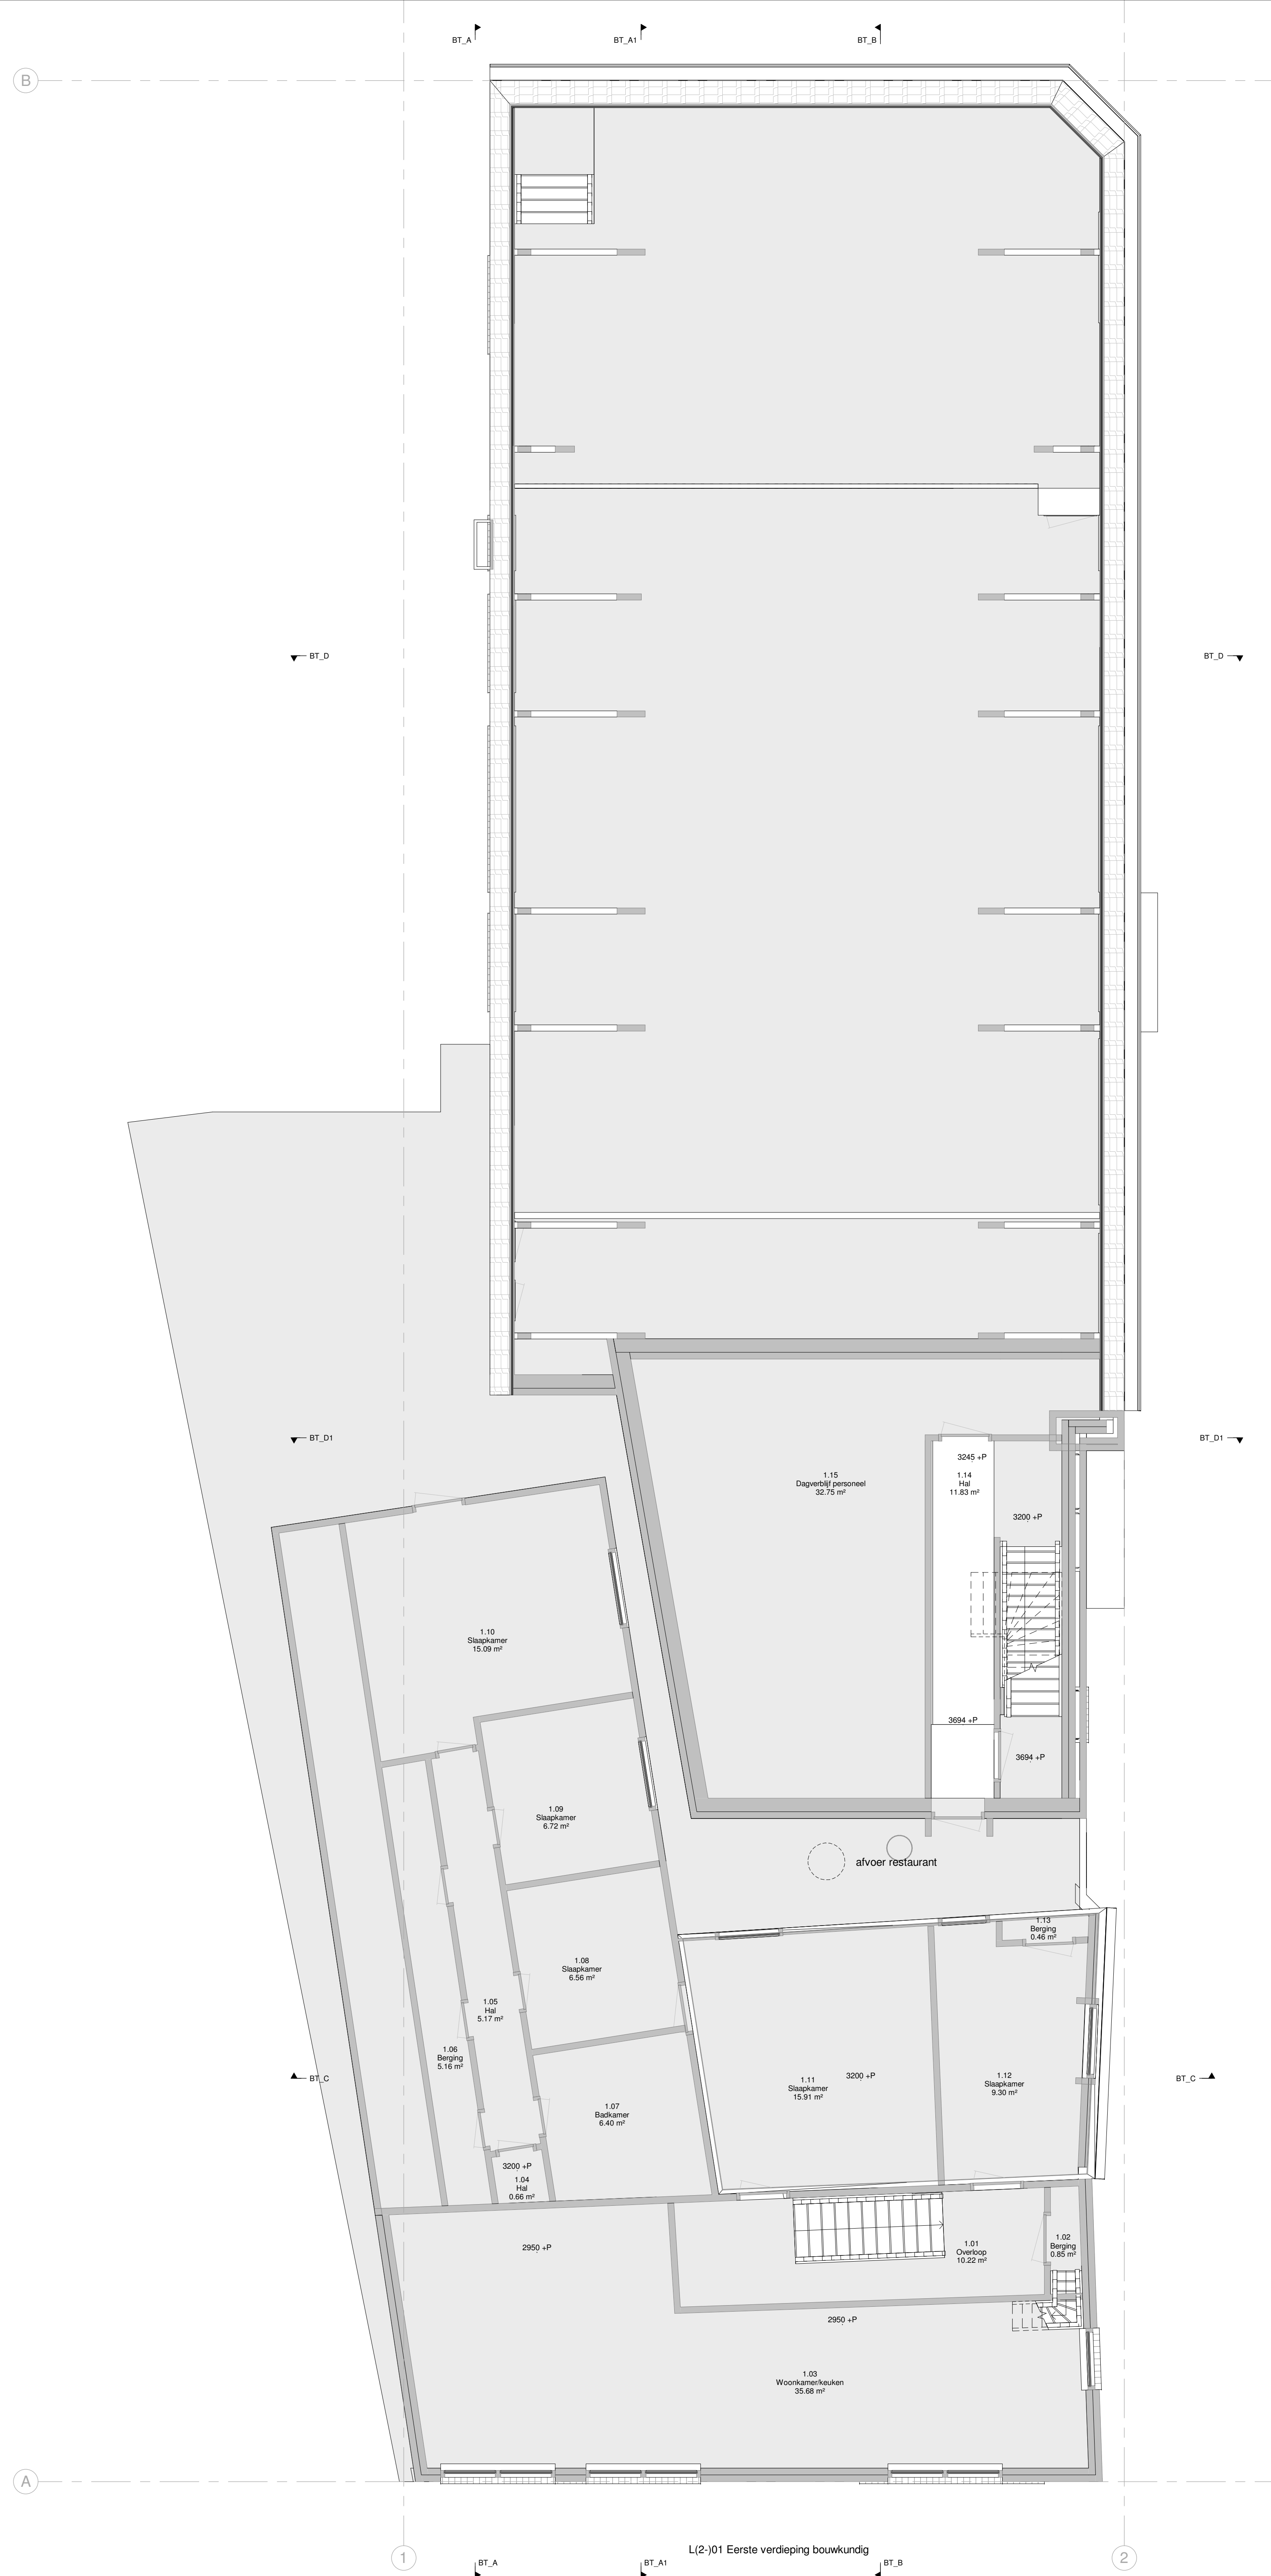 BT_A
BT_A1
BT_B
B
BT_D
BT_D
BT_D1
BT_D1
3245 +P
1.15
Dagverblijf personeel
32.75 m²
1.14
Hal
11.83 m²
3200 +P
1.10
Slaapkamer
15.09 m²
3694 +P
3694 +P
1.09
Slaapkamer
6.72 m²
afvoer restaurant
1.13
Berging
0.46 m²
1.08
Slaapkamer
6.56 m²
1.05
Hal
5.17 m²
1.06
Berging
5.16 m²
BT_C
3200 +P
1.11
Slaapkamer
15.91 m²
1.12
Slaapkamer
9.30 m²
BT_C
1.07
Badkamer
6.40 m²
3200 +P
1.04
Hal
0.66 m²
2950 +P
1.01
Overloop
10.22 m²
1.02
Berging
0.85 m²
2950 +P
1.03
Woonkamer/keuken
35.68 m²
A
L(2-)01 Eerste verdieping bouwkundig
1
2
BT_A
BT_A1
BT_B